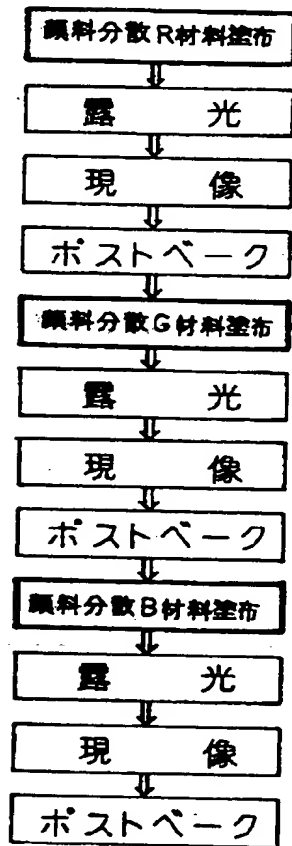 顔料分散R材料塗布
露光
現像
ポストベーク
顔料分散G材料塗布
露光
現像
ポストベーク
顔料分散B材料塗布
露光
現像
ポストベーク